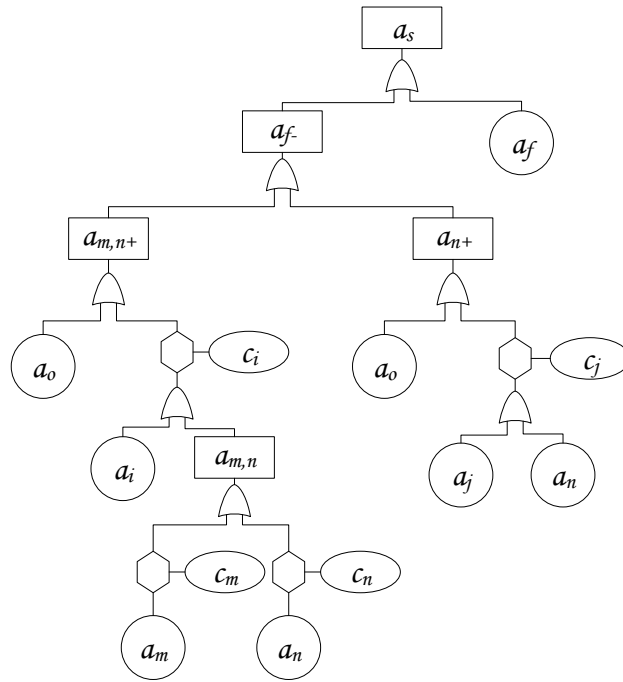 a_s
a_{f-}
a_f
a_{m,n+}
a_{n+}
a_o
c_i
a_o
c_j
a_i
a_{m,n}
a_j
a_n
c_m
c_n
a_m
a_n